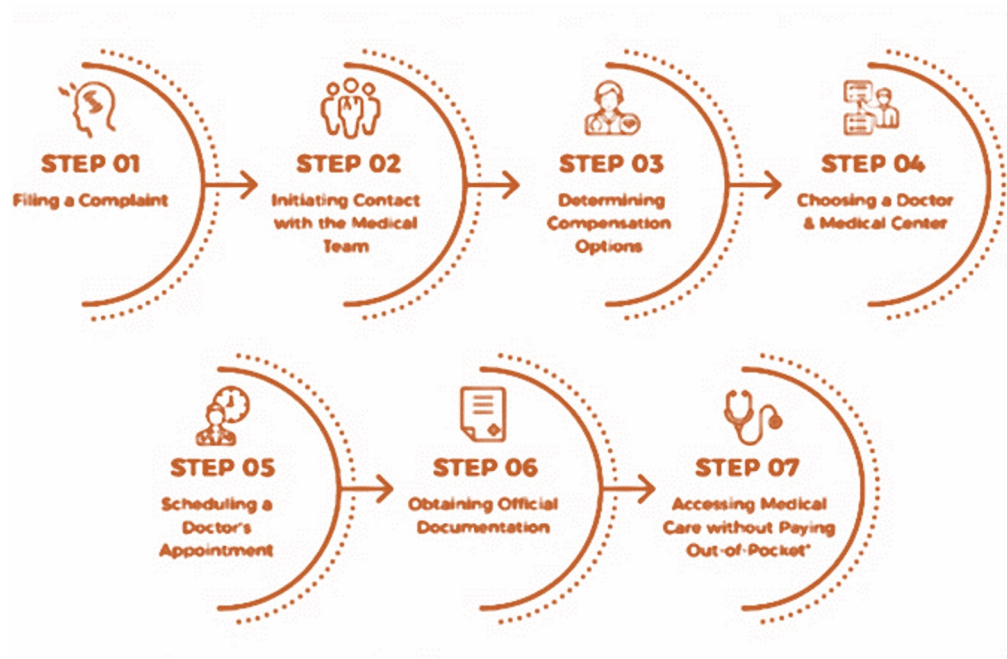 STEP 01
Filing a Complaint
STEP 02
Initiating Contact
with the Medical
Team
STEP 03
Determining
Compensation
Options
STEP 04
Choosing a Doctor
& Medical Center
STEP 05
Scheduling a
Doctor's
Appointment
STEP 06
Obtaining Official
Documentation
STEP 07
Accessing Medical
Care without Paying
Out-of-Pocket*